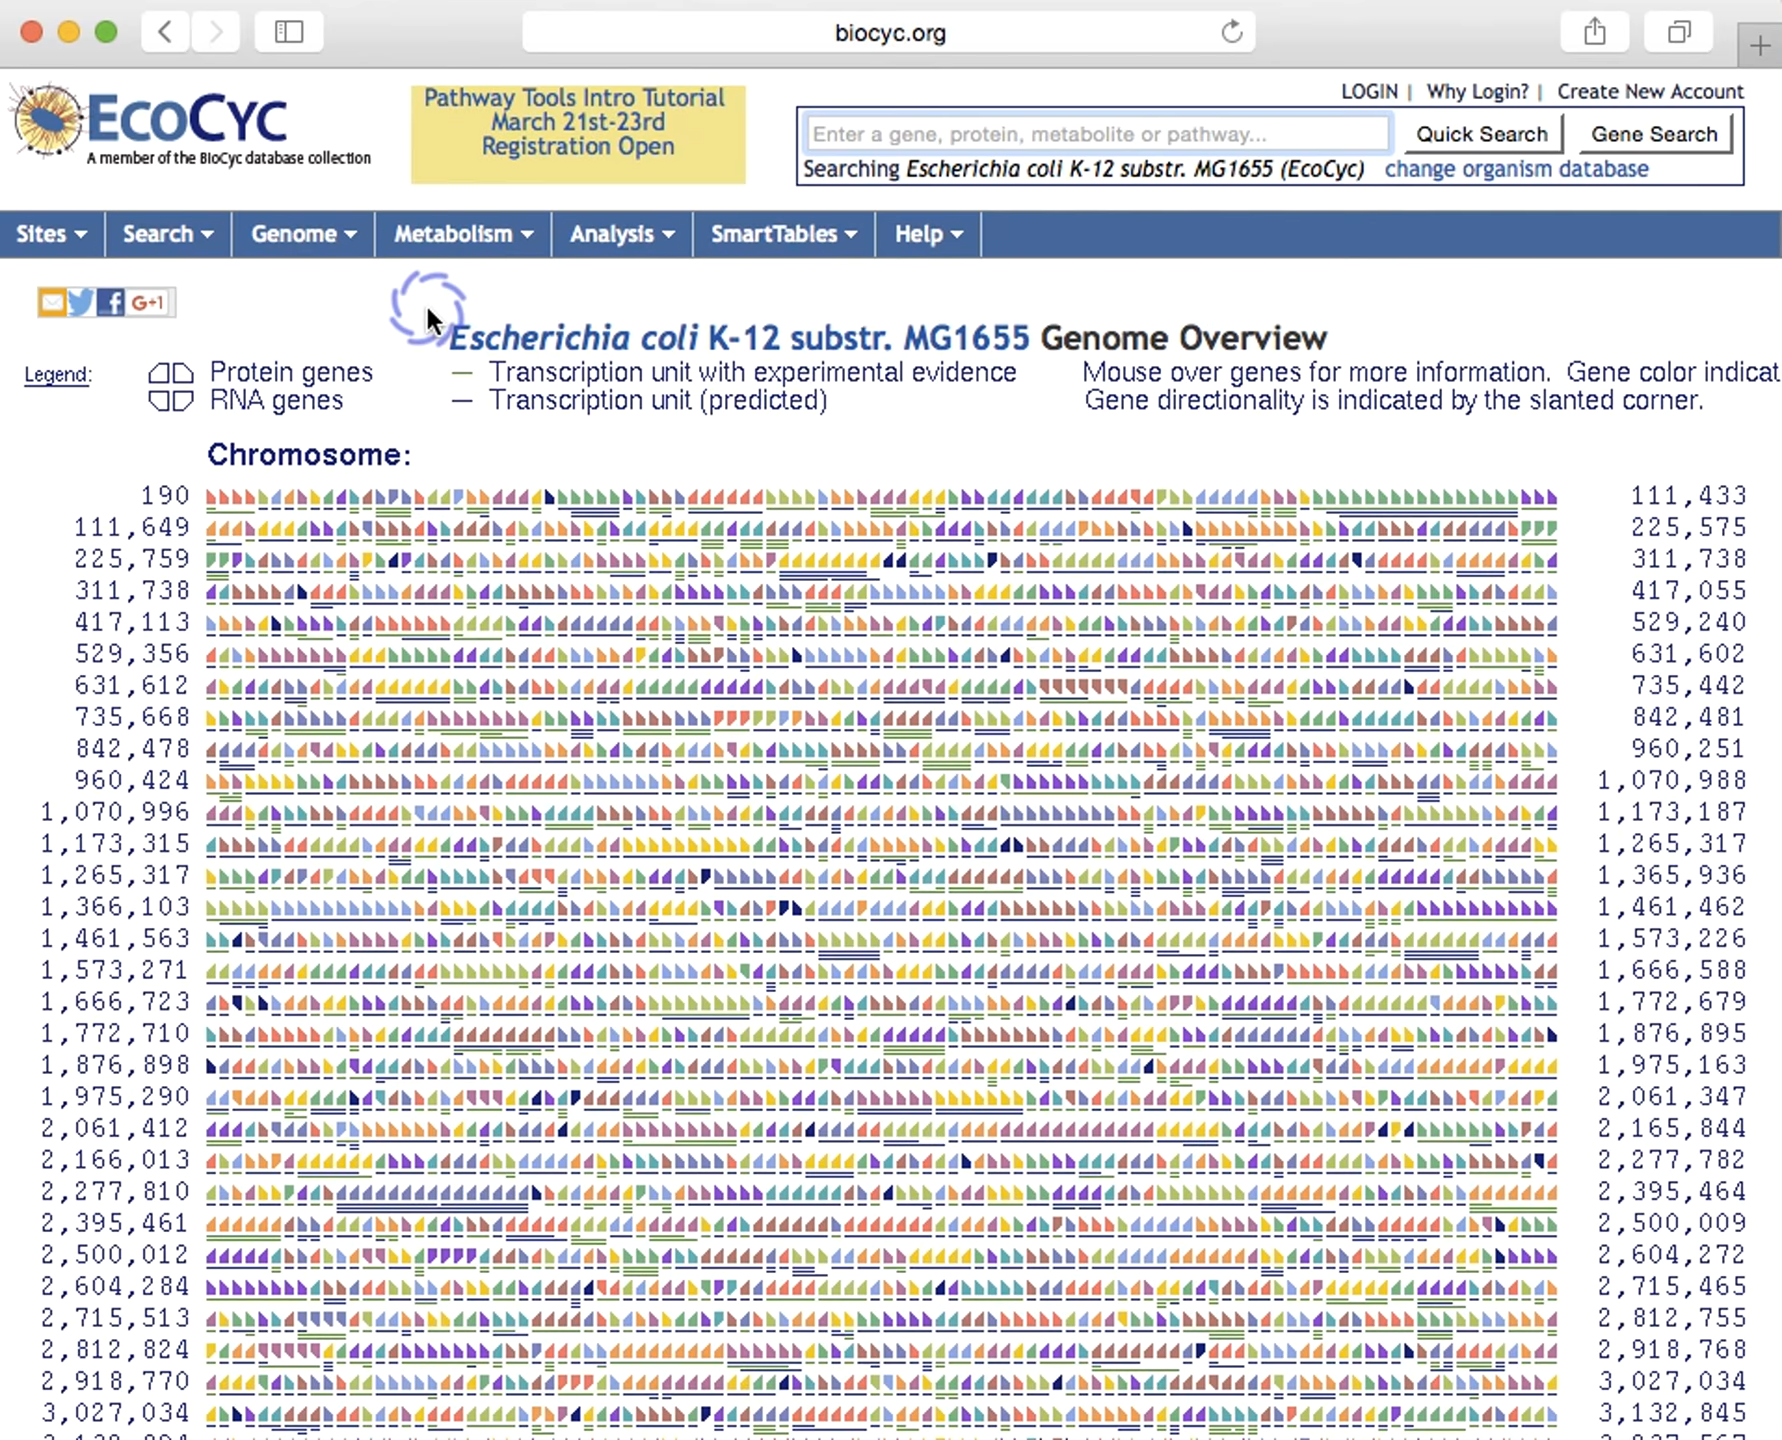 biocyc.org
EcoCyc
A member of the BioCyc database collection
Pathway Tools Intro Tutorial
March 21st-23rd
Registration Open
LOGIN | Why Login? | Create New Account
Enter a gene, protein, metabolite or pathway...
Quick Search
Gene Search
Searching Escherichia coli K-12 substr. MG1655 (EcoCyc) change organism database
Sites Search Genome Metabolism Analysis SmartTables Help
G+1
Escherichia coli K-12 substr. MG1655 Genome Overview
Legend: Protein genes — Transcription unit with experimental evidence Mouse over genes for more information. Gene color indicat
RNA genes — Transcription unit (predicted) Gene directionality is indicated by the slanted corner.
Chromosome:
190 111,433
111,649 225,575
225,759 311,738
311,738 417,055
417,113 529,240
529,356 631,602
631,612 735,442
735,668 842,481
842,478 960,251
960,424 1,070,988
1,070,996 1,173,187
1,173,315 1,265,317
1,265,317 1,365,936
1,366,103 1,461,462
1,461,563 1,573,226
1,573,271 1,666,588
1,666,723 1,772,679
1,772,710 1,876,895
1,876,898 1,975,163
1,975,290 2,061,347
2,061,412 2,165,844
2,166,013 2,277,782
2,277,810 2,395,464
2,395,461 2,500,009
2,500,012 2,604,272
2,604,284 2,715,465
2,715,513 2,812,755
2,812,824 2,918,768
2,918,770 3,027,034
3,027,034 3,132,845